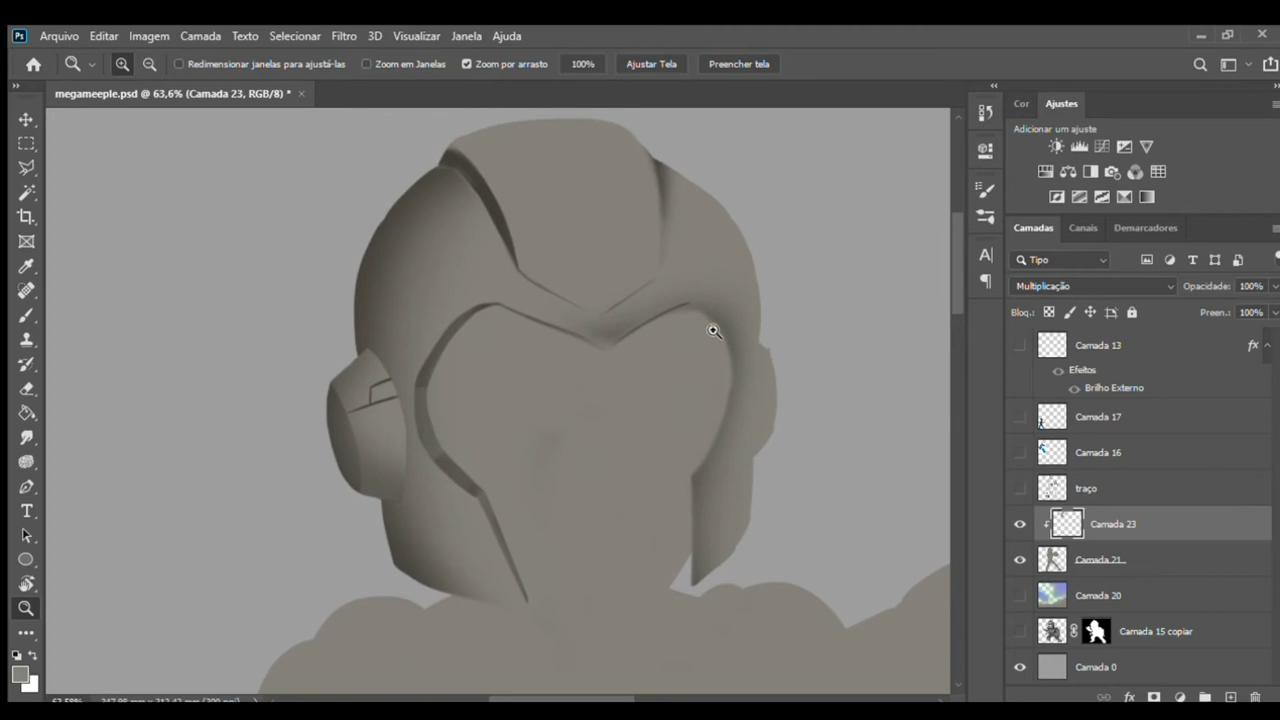 Ps Arquivo Editar Imagem Camada Texto Selecionar Filtro 3D Visualizar Janela Ajuda
Redimensionar janelas para ajustá-las Zoom em Janelas Zoom por arrasto 100% Ajustar Tela Preencher tela
megameeple.psd @ 63,6% (Camada 23, RGB/8) *
Cor Ajustes
Adicionar um ajuste
Camadas Canais Demarcadores
Tipo
Multiplicação Opacidade: 100%
Bloq.: Preen.: 100%
Camada 13 fx
Efeitos
Brilho Externo
Camada 17
Camada 16
traço
Camada 23
Camada 21
Camada 20
Camada 15 copiar
Camada 0